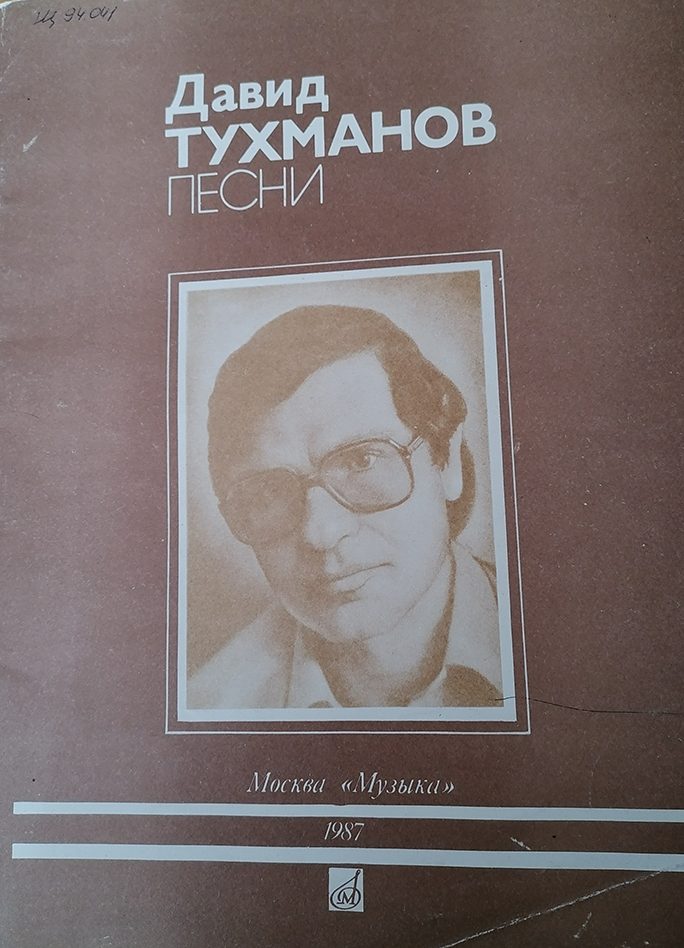 94041
Давид
ТУХМАНОВ
ПЕСНИ
Москва «Музыка»
1987
М